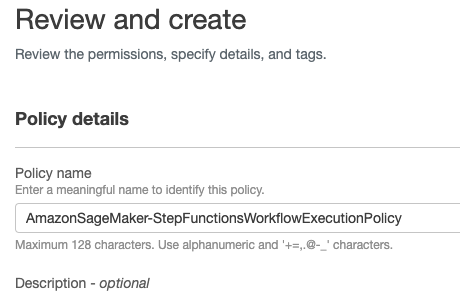 Review and create
Review the permissions, specify details, and tags.
Policy details
Policy name
Enter a meaningful name to identify this policy.
AmazonSageMaker-StepFunctionsWorkflowExecutionPolicy
Maximum 128 characters. Use alphanumeric and '+=,.@-_' characters.
Description - optional